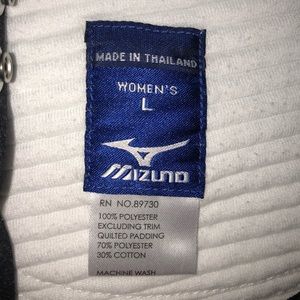 MADE IN THAILAND
WOMEN'S
L
MIZUNO
RN NO.89730
100% POLYESTER
EXCLUDING TRIM
QUILTED PADDING
70% POLYESTER
30% COTTON
MACHINE WASH